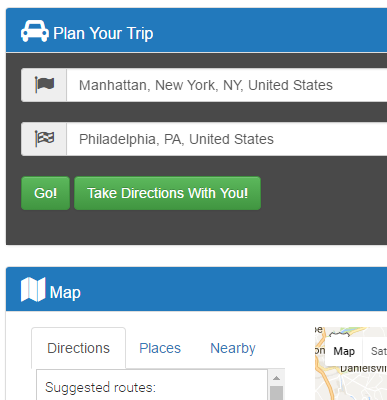 Plan Your Trip
Manhattan, New York, NY, United States
Philadelphia, PA, United States
Go! Take Directions With You!
Map
Directions Places Nearby
Map Sat
Suggested routes:
Danielsv